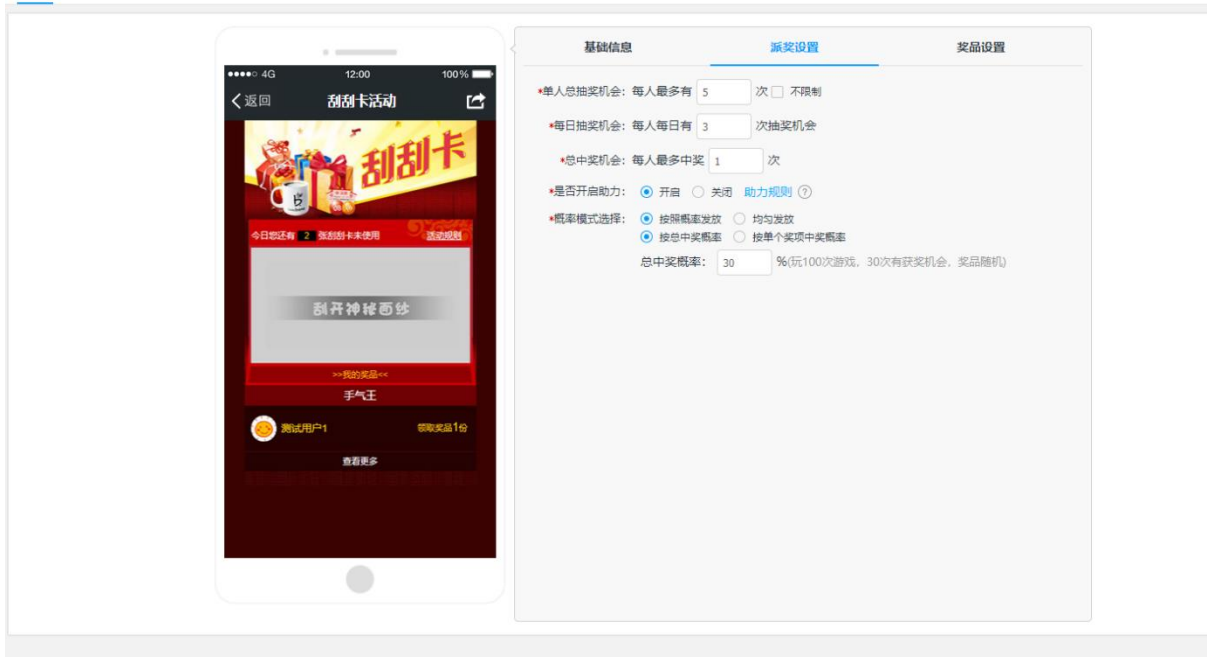 基础信息 派奖设置 奖品设置
●●●●○ 4G 12:00 100%
返回 刮刮卡活动
刮刮卡
今日您还有 2 张刮刮卡未使用 活动规则
刮开神秘面纱
>>我的奖品<<
手气王
测试用户1 领取奖品1份
查看更多
*单人总抽奖机会: 每人最多有 5 次 不限制
*每日抽奖机会: 每人每日有 3 次抽奖机会
*总中奖机会: 每人最多中奖 1 次
*是否开启助力: 开启 关闭 助力规则 ?
*概率模式选择: 按照概率发放 均匀发放
按总中奖概率 按单个奖项中奖概率
总中奖概率: 30 %(玩100次游戏，30次有获奖机会，奖品随机)